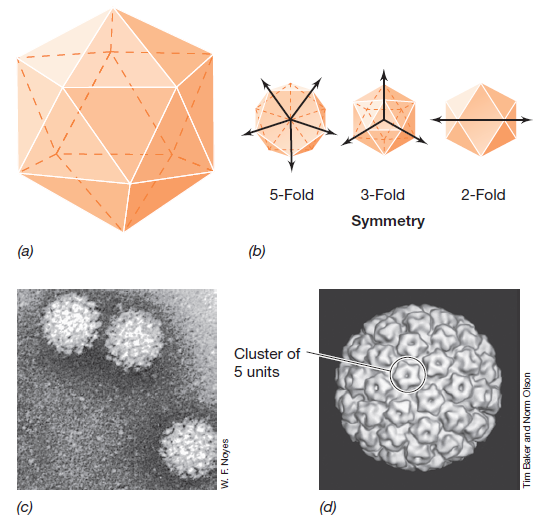 5-Fold
3-Fold
2-Fold
Symmetry
(a)
(b)
Cluster of
5 units
W. F. Noyes
Tim Baker and Norm Olson
(c)
(d)